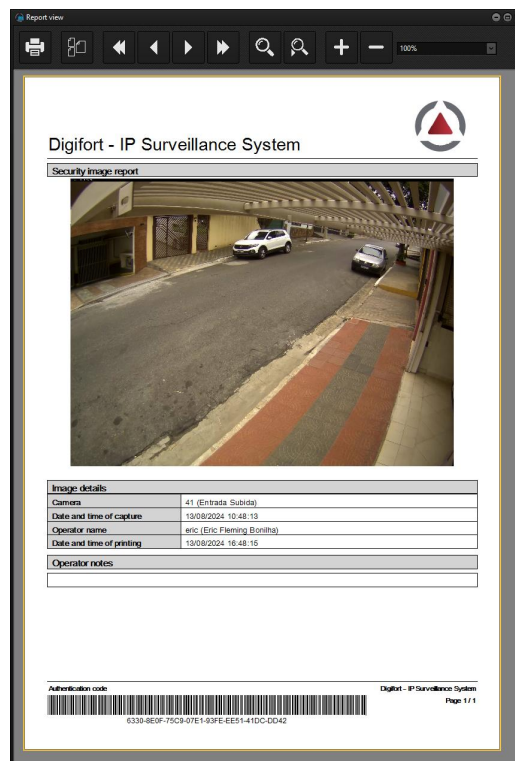 Report view
100%
Digifort - IP Surveillance System
Security image report
Image details
Camera 41 (Entrada Subida)
Date and time of capture 13/08/2024 10:48:13
Operator name eric (Eric Fleming Bonilha)
Date and time of printing 13/08/2024 16:48:15
Operator notes
Authentication code
Digifort - IP Surveillance System
Page 1 / 1
6330-8E0F-75C9-07E1-93FE-EE51-41DC-DD42